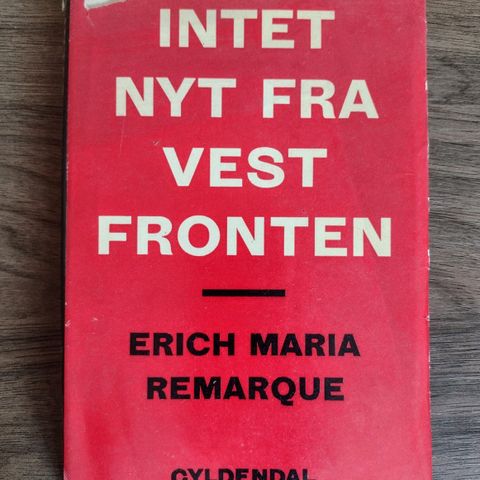 INTET
NYT FRA
VEST
FRONTEN
ERICH MARIA
REMARQUE
GYLDENDAL